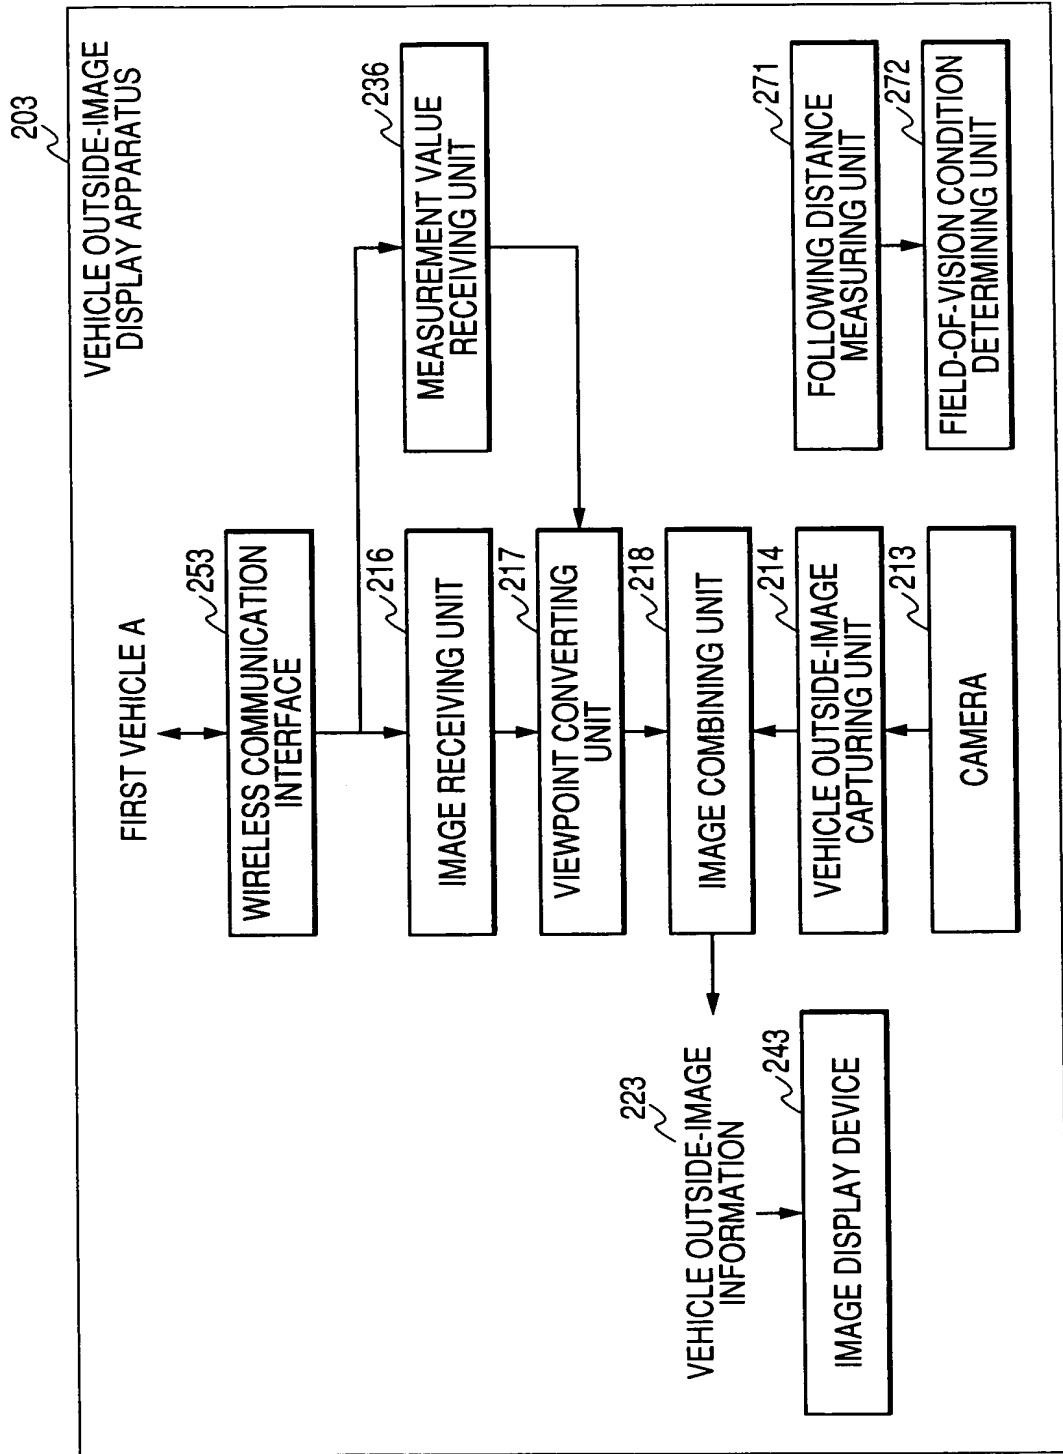 203
VEHICLE OUTSIDE-IMAGE
DISPLAY APPARATUS
FIRST VEHICLE A
253
WIRELESS COMMUNICATION
INTERFACE
236
MEASUREMENT VALUE
RECEIVING UNIT
216
IMAGE RECEIVING UNIT
217
VIEWPOINT CONVERTING
UNIT
218
IMAGE COMBINING UNIT
223
VEHICLE OUTSIDE-IMAGE
INFORMATION
243
IMAGE DISPLAY DEVICE
214
VEHICLE OUTSIDE-IMAGE
CAPTURING UNIT
213
CAMERA
271
FOLLOWING DISTANCE
MEASURING UNIT
272
FIELD-OF-VISION CONDITION
DETERMINING UNIT